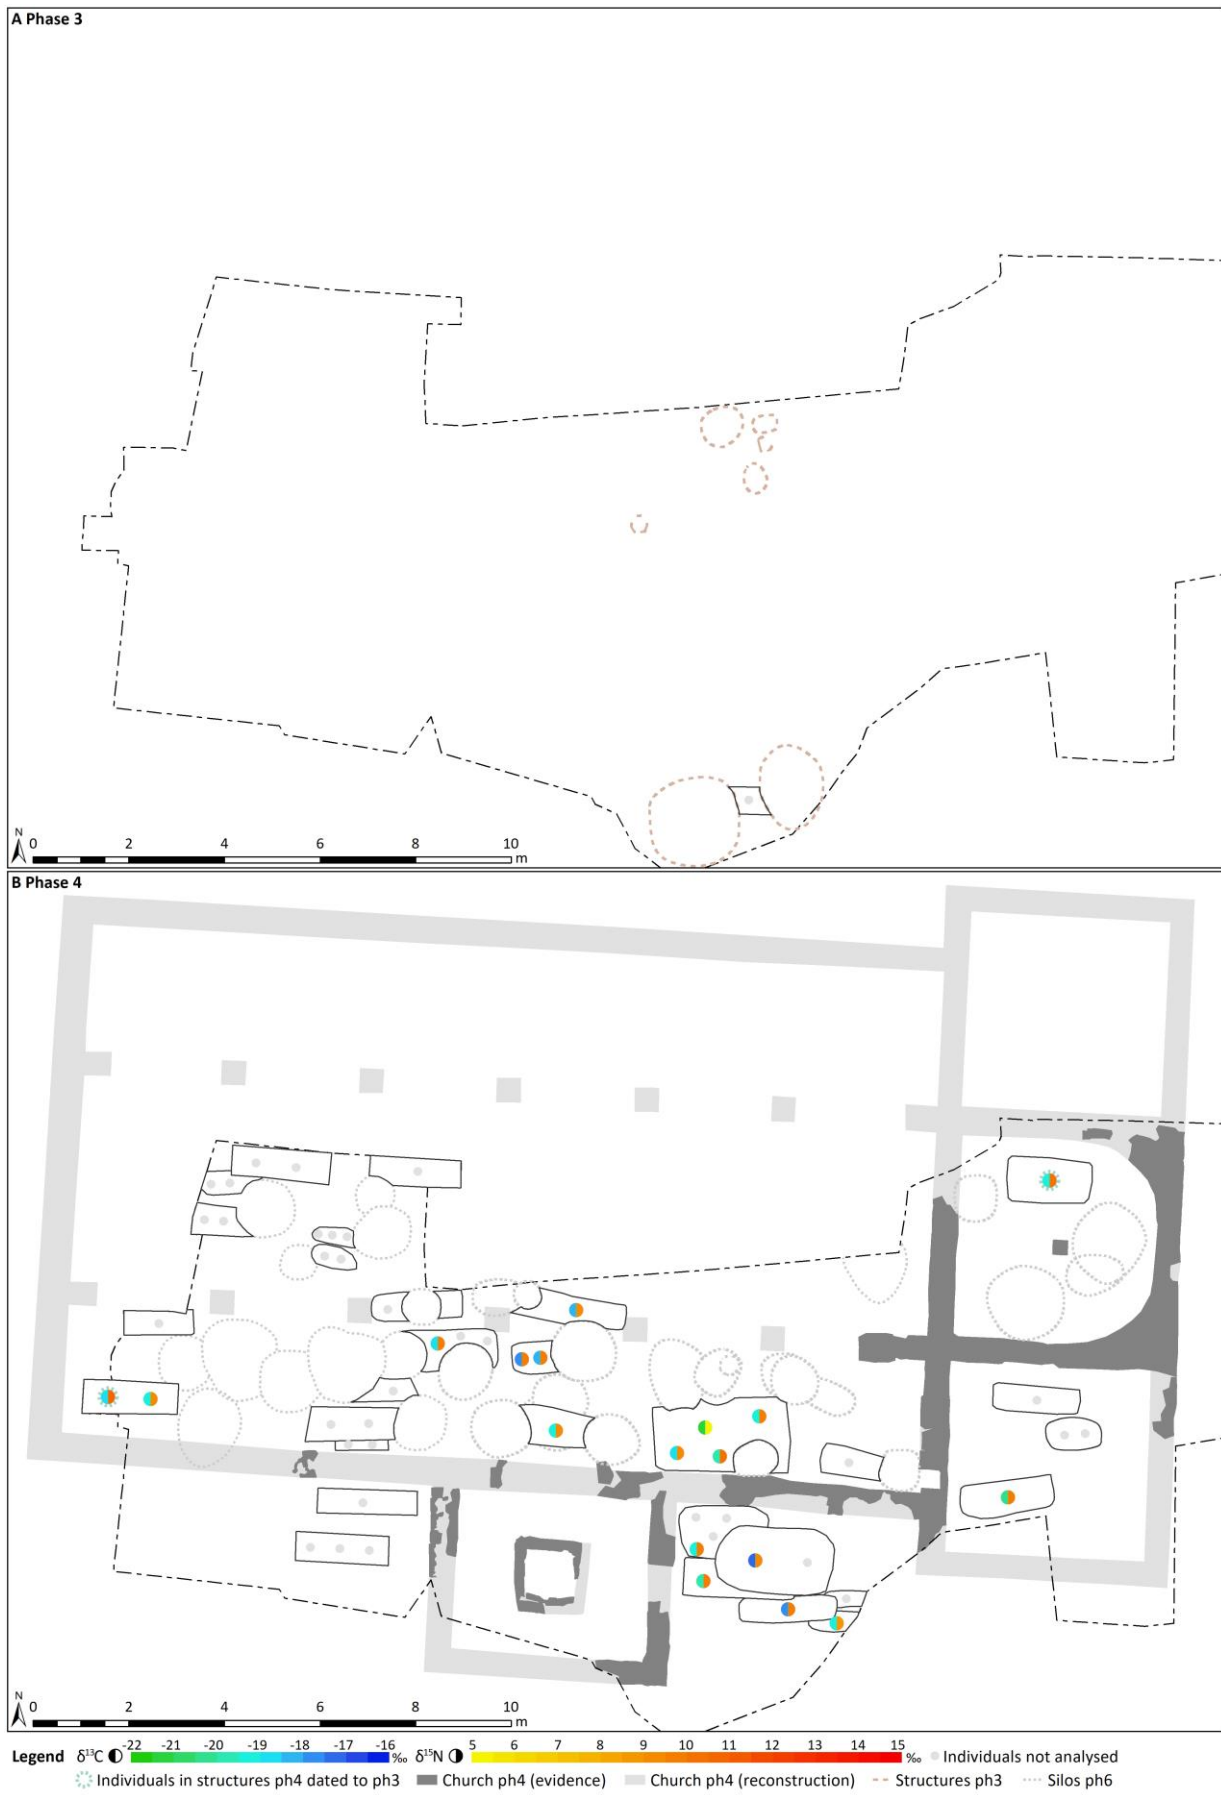 A Phase 3
N
0 2 4 6 8 10 m
B Phase 4
N
0 2 4 6 8 10 m
Legend δ¹³C -22 -21 -20 -19 -18 -17 -16 ‰ δ¹⁵N 5 6 7 8 9 10 11 12 13 14 15 ‰ Individuals not analysed
Individuals in structures ph4 dated to ph3 Church ph4 (evidence) Church ph4 (reconstruction) Structures ph3 Silos ph6